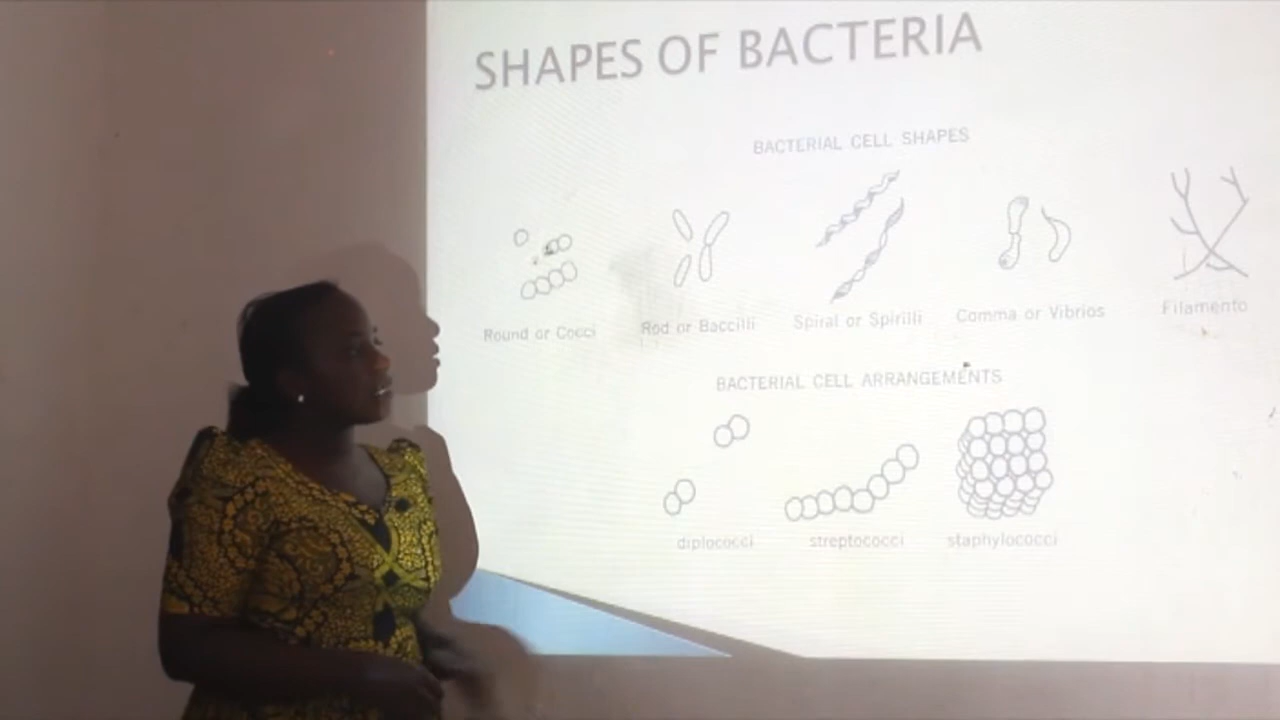 SHAPES OF BACTERIA
BACTERIAL CELL SHAPES
Round or Cocci
Rod or Baccilli
Spiral or Spirilli
Comma or Vibrios
Filamento
BACTERIAL CELL ARRANGEMENTS
diplococci
streptococci
staphylococci